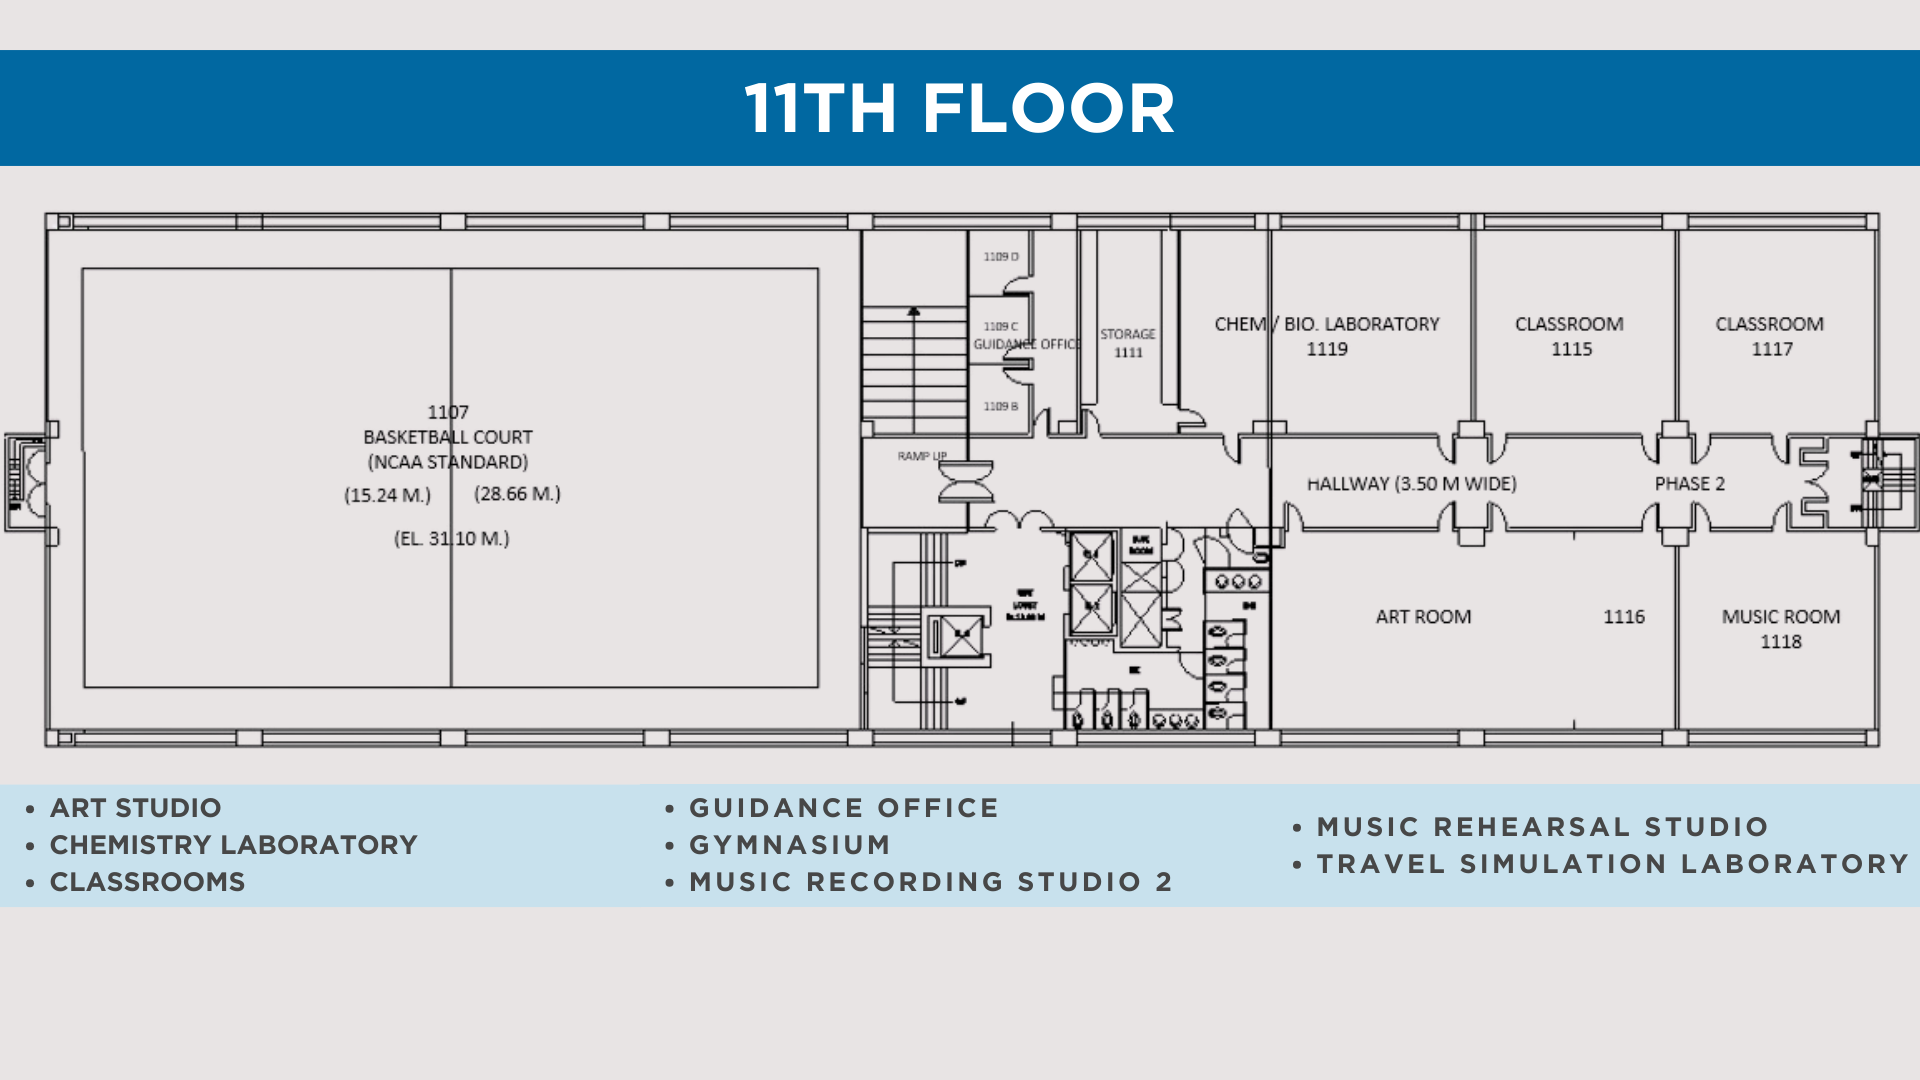 11TH FLOOR
1109 D
1109 C
GUIDANCE OFFICE
1109 B
STORAGE
1111
CHEM / BIO. LABORATORY
1119
CLASSROOM
1115
CLASSROOM
1117
1107
BASKETBALL COURT
(NCAA STANDARD)
(15.24 M.) (28.66 M.)
(EL. 31.10 M.)
RAMP UP
HALLWAY (3.50 M WIDE)
PHASE 2
ROOM
LOBBY
ART ROOM 1116
MUSIC ROOM
1118
• ART STUDIO
• CHEMISTRY LABORATORY
• CLASSROOMS
• GUIDANCE OFFICE
• GYMNASIUM
• MUSIC RECORDING STUDIO 2
• MUSIC REHEARSAL STUDIO
• TRAVEL SIMULATION LABORATORY